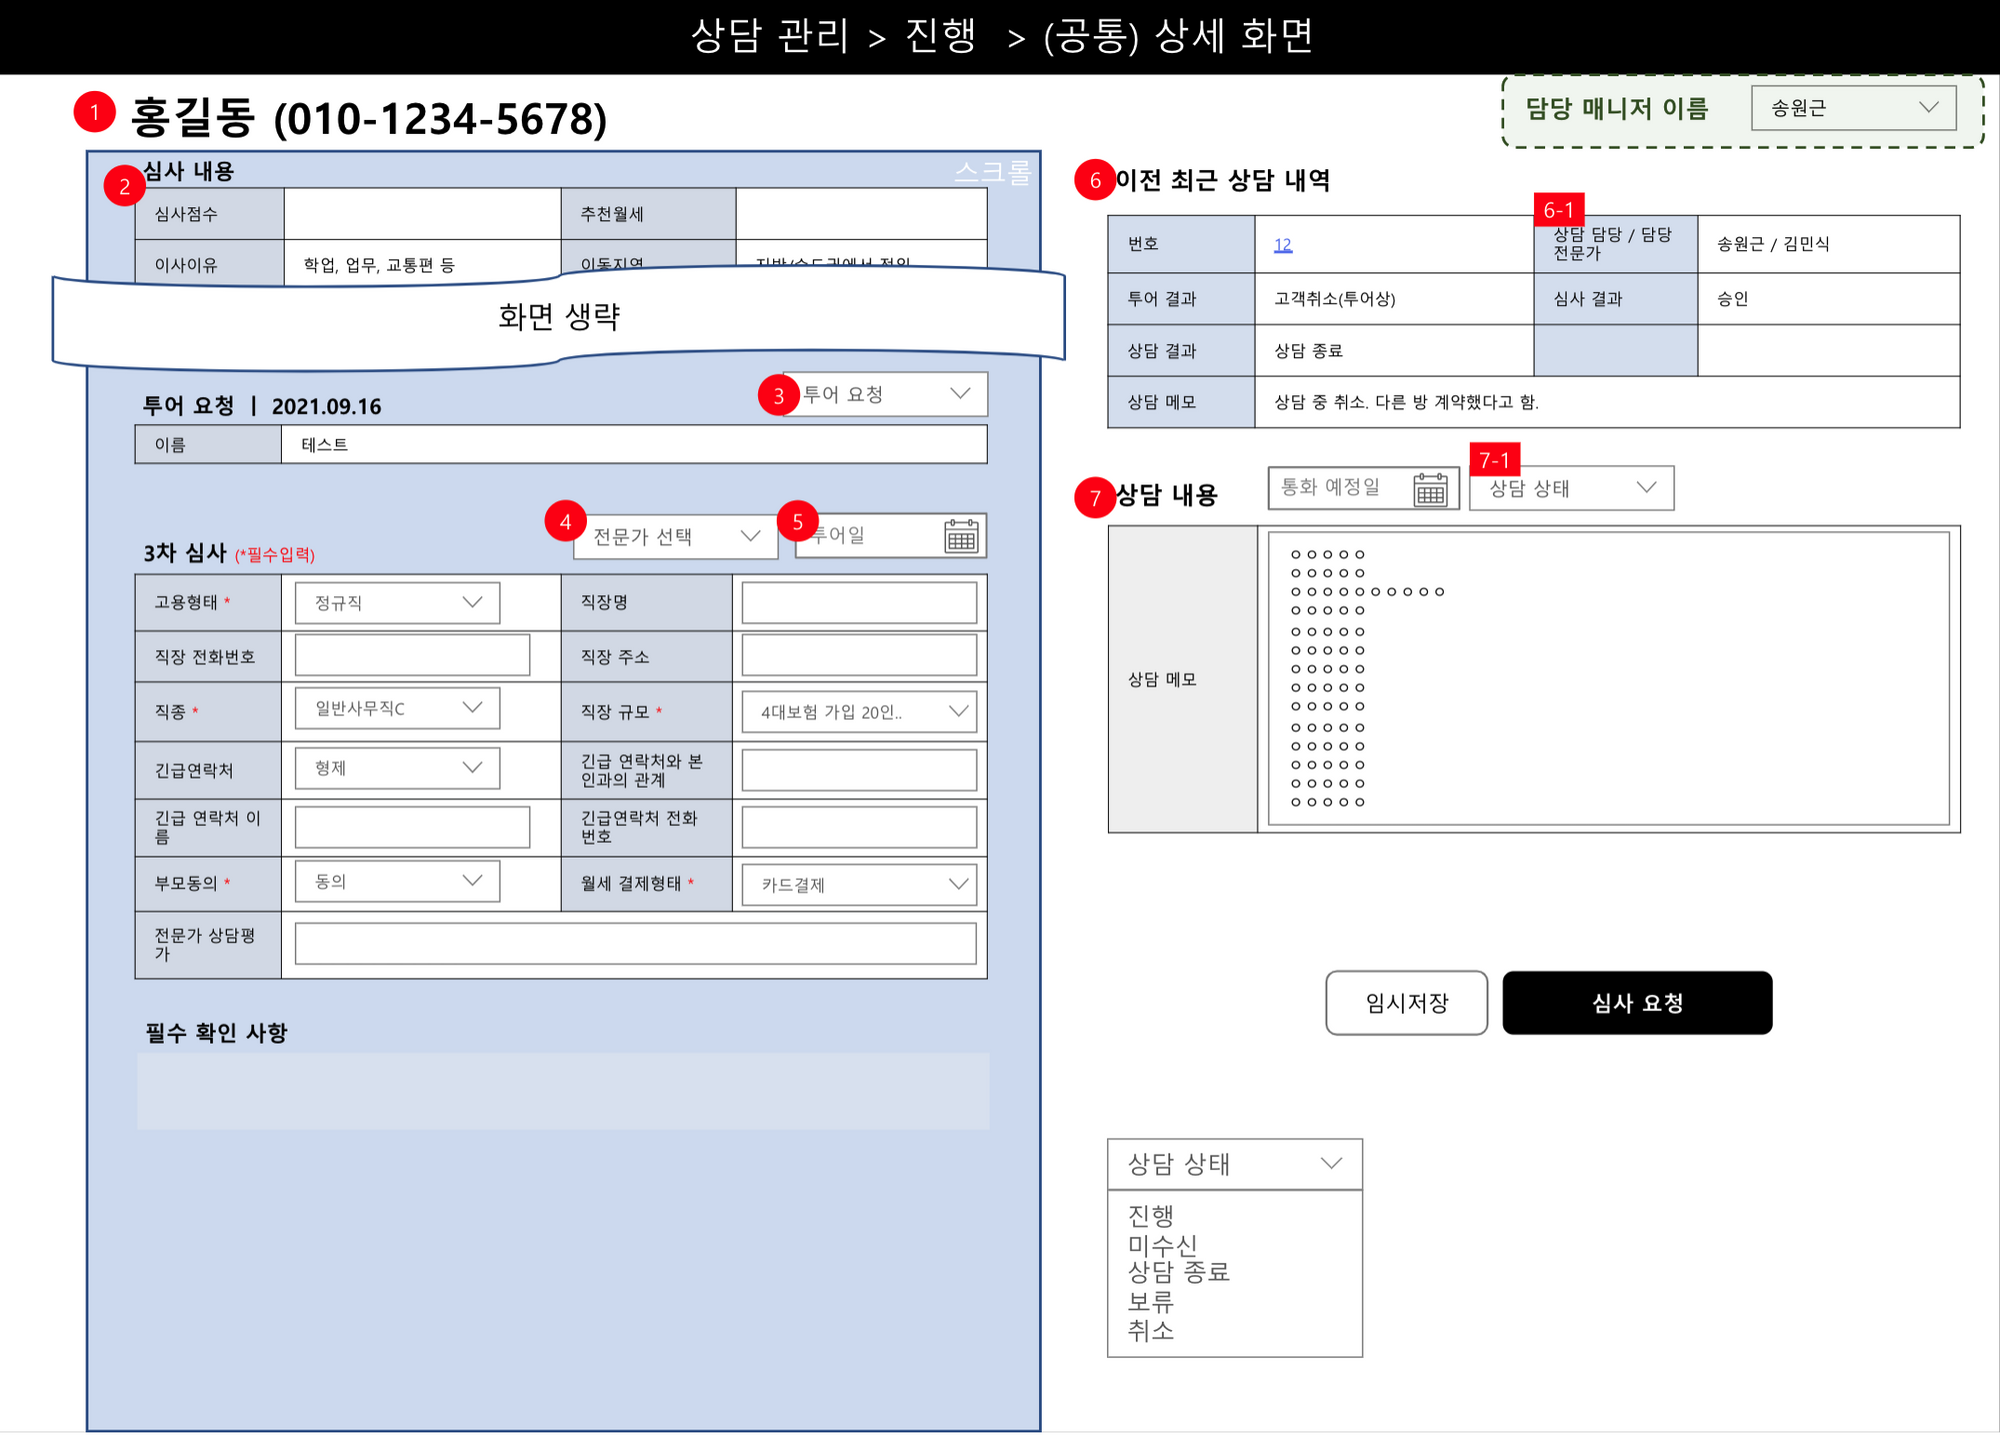 상담 관리 > 진행 > (공통) 상세 화면
담당 매니저 이름
송원근
1
홍길동 (010-1234-5678)
2
심사 내용
스크롤
심사점수
추천월세
이사이유
학업, 업무, 교통편 등
이동지역
화면 생략
투어 요청 | 2021.09.16
3
투어 요청
이름
테스트
3차 심사 (*필수입력)
4
전문가 선택
5
투어일
고용형태 *
정규직
직장명
직장 전화번호
직장 주소
직종 *
일반사무직C
직장 규모 *
4대보험 가입 20인..
긴급연락처
형제
긴급 연락처와 본
인과의 관계
긴급 연락처 이
름
긴급연락처 전화
번호
부모동의 *
동의
월세 결제형태 *
카드결제
전문가 상담평
가
필수 확인 사항
6
이전 최근 상담 내역
6-1
번호
12
상담 담당 / 담당
전문가
송원근 / 김민식
투어 결과
고객취소(투어상)
심사 결과
승인
상담 결과
상담 종료
상담 메모
상담 중 취소. 다른 방 계약했다고 함.
7
상담 내용
통화 예정일
7-1
상담 상태
상담 메모
ㅇㅇㅇㅇㅇ
ㅇㅇㅇㅇㅇ
ㅇㅇㅇㅇㅇㅇㅇㅇㅇㅇ
ㅇㅇㅇㅇㅇ
ㅇㅇㅇㅇㅇ
ㅇㅇㅇㅇㅇ
ㅇㅇㅇㅇㅇ
ㅇㅇㅇㅇㅇ
ㅇㅇㅇㅇㅇ
ㅇㅇㅇㅇㅇ
ㅇㅇㅇㅇㅇ
ㅇㅇㅇㅇㅇ
ㅇㅇㅇㅇㅇ
임시저장
심사 요청
상담 상태
진행
미수신
상담 종료
보류
취소